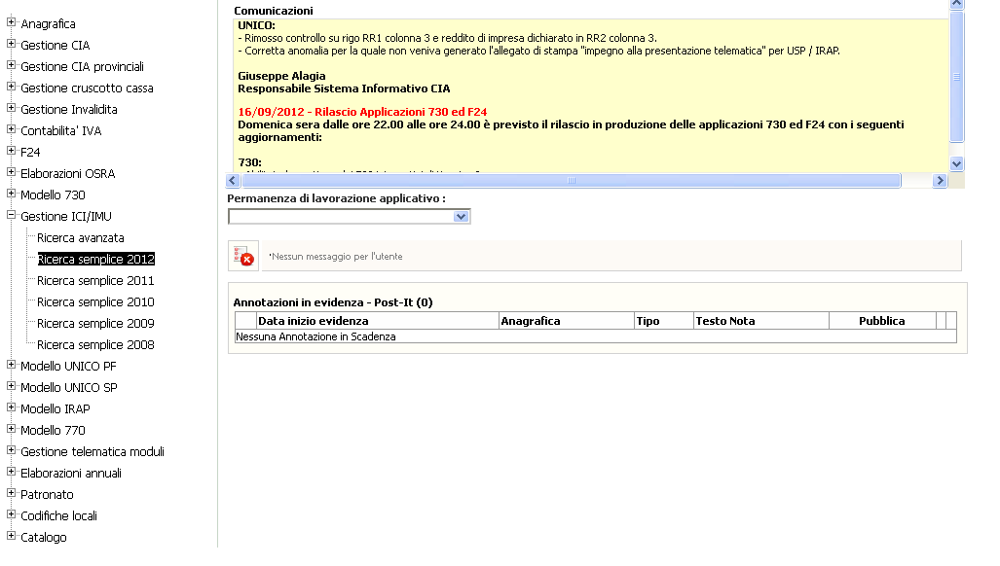 Anagrafica
Gestione CIA
Gestione CIA provinciali
Gestione cruscotto cassa
Gestione Invalidita
Contabilita' IVA
F24
Elaborazioni OSRA
Modello 730
Gestione ICI/IMU
Ricerca avanzata
Ricerca semplice 2012
Ricerca semplice 2011
Ricerca semplice 2010
Ricerca semplice 2009
Ricerca semplice 2008
Modello UNICO PF
Modello UNICO SP
Modello IRAP
Modello 770
Gestione telematica moduli
Elaborazioni annuali
Patronato
Codifiche locali
Catalogo
Comunicazioni
UNICO:
- Rimosso controllo su rigo RR1 colonna 3 e reddito di impresa dichiarato in RR2 colonna 3.
- Corretta anomalia per la quale non veniva generato l'allegato di stampa "impegno alla presentazione telematica" per USP / IRAP.
Giuseppe Alagia
Responsabile Sistema Informativo CIA
16/09/2012 - Rilascio Applicazioni 730 ed F24
Domenica sera dalle ore 22.00 alle ore 24.00 è previsto il rilascio in produzione delle applicazioni 730 ed F24 con i seguenti
aggiornamenti:
730:
Permanenza di lavorazione applicativo :
'Nessun messaggio per l'utente
Annotazioni in evidenza - Post-It (0)
Data inizio evidenza Anagrafica Tipo Testo Nota Pubblica
Nessuna Annotazione in Scadenza